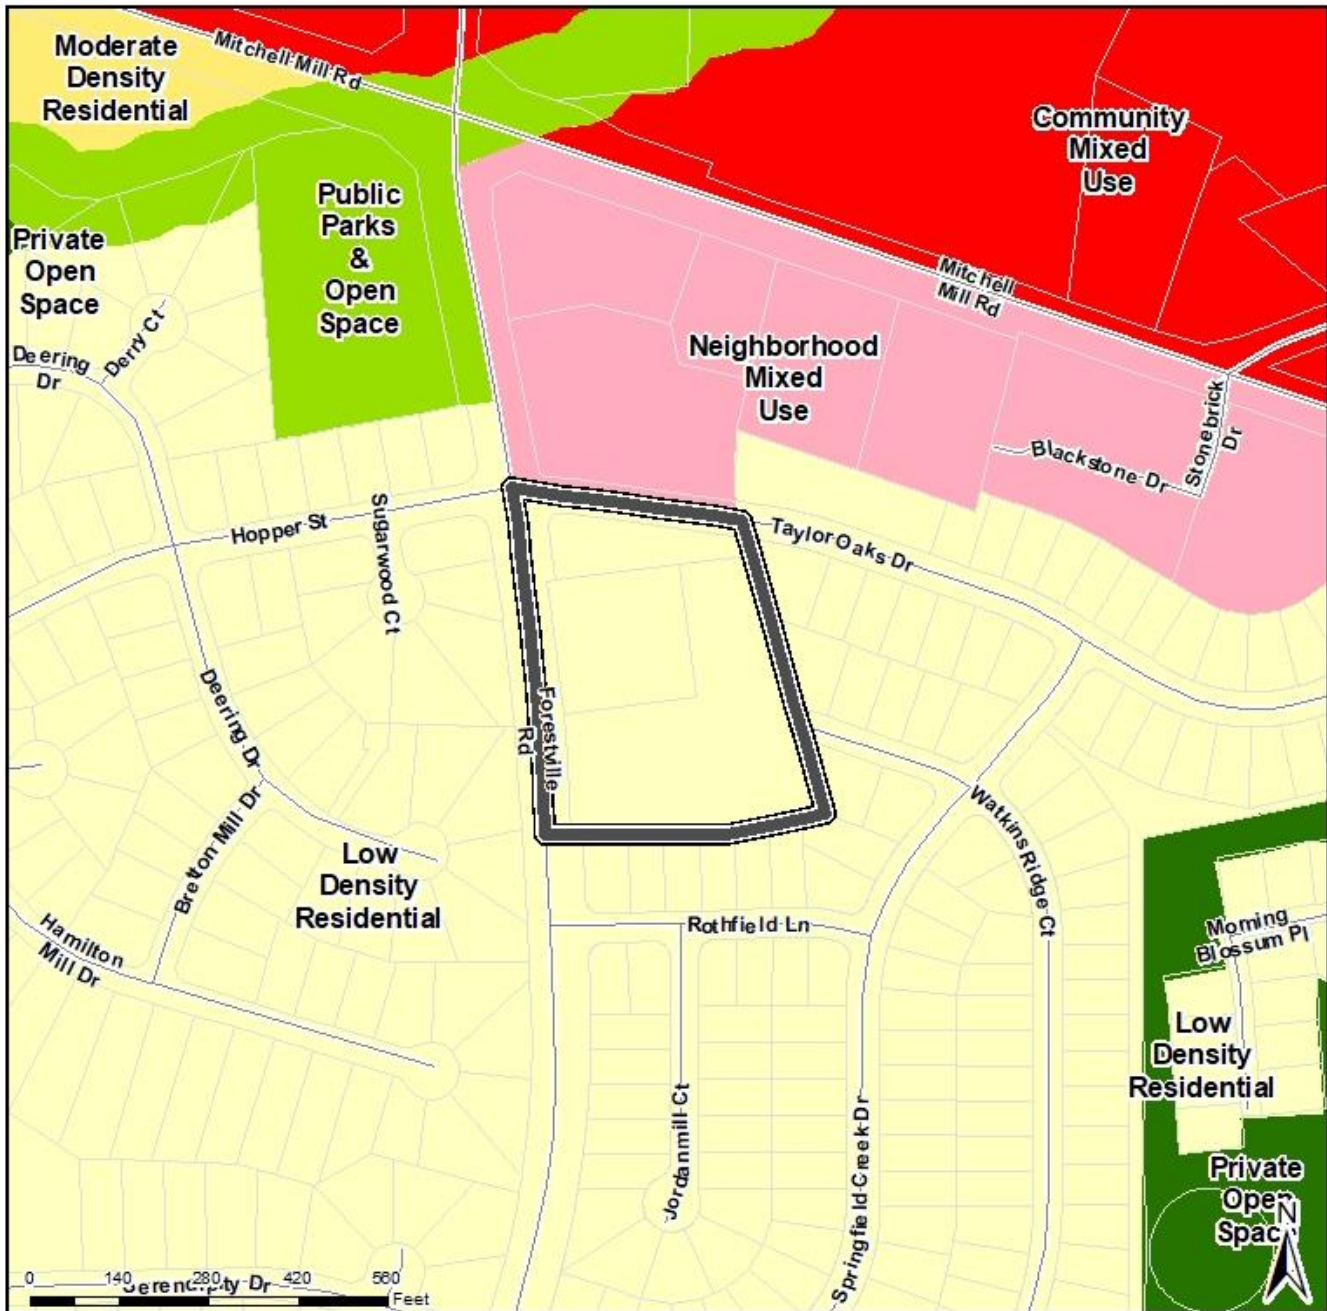 Moderate
Density
Residential
Mitchell Mill Rd
Community
Mixed
Use
Public
Parks
&
Open
Space
Private
Open
Space
Derry Ct
Deering
Dr
Mitchell
Mill Rd
Neighborhood
Mixed
Use
Stonebrick
Dr
Blackstone Dr
Hopper St
Sugarwood Ct
Taylor Oaks Dr
Deering Dr
Forestville
Rd
Bretton Mill Dr
Watkins Ridge Ct
Low
Density
Residential
Hamilton
Mill Dr
Rothfield Ln
Morning
Blossum Pl
Low
Density
Residential
Jordanmill Ct
Springfield Creek Dr
Private
Open
Space
N
0 140 280 420 560
Feet
Serendipity Dr